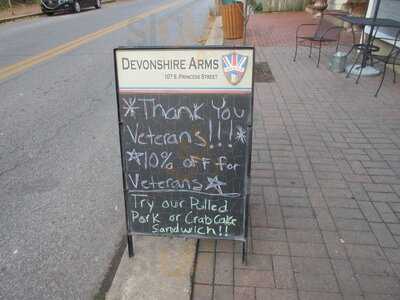 DEVONSHIRE ARMS
107 S. PRINCESS STREET
*Thank You
Veterans!!!*
☆10% off for
Veterans☆
Try our Pulled
Pork or Crab Cake
Sandwich!!